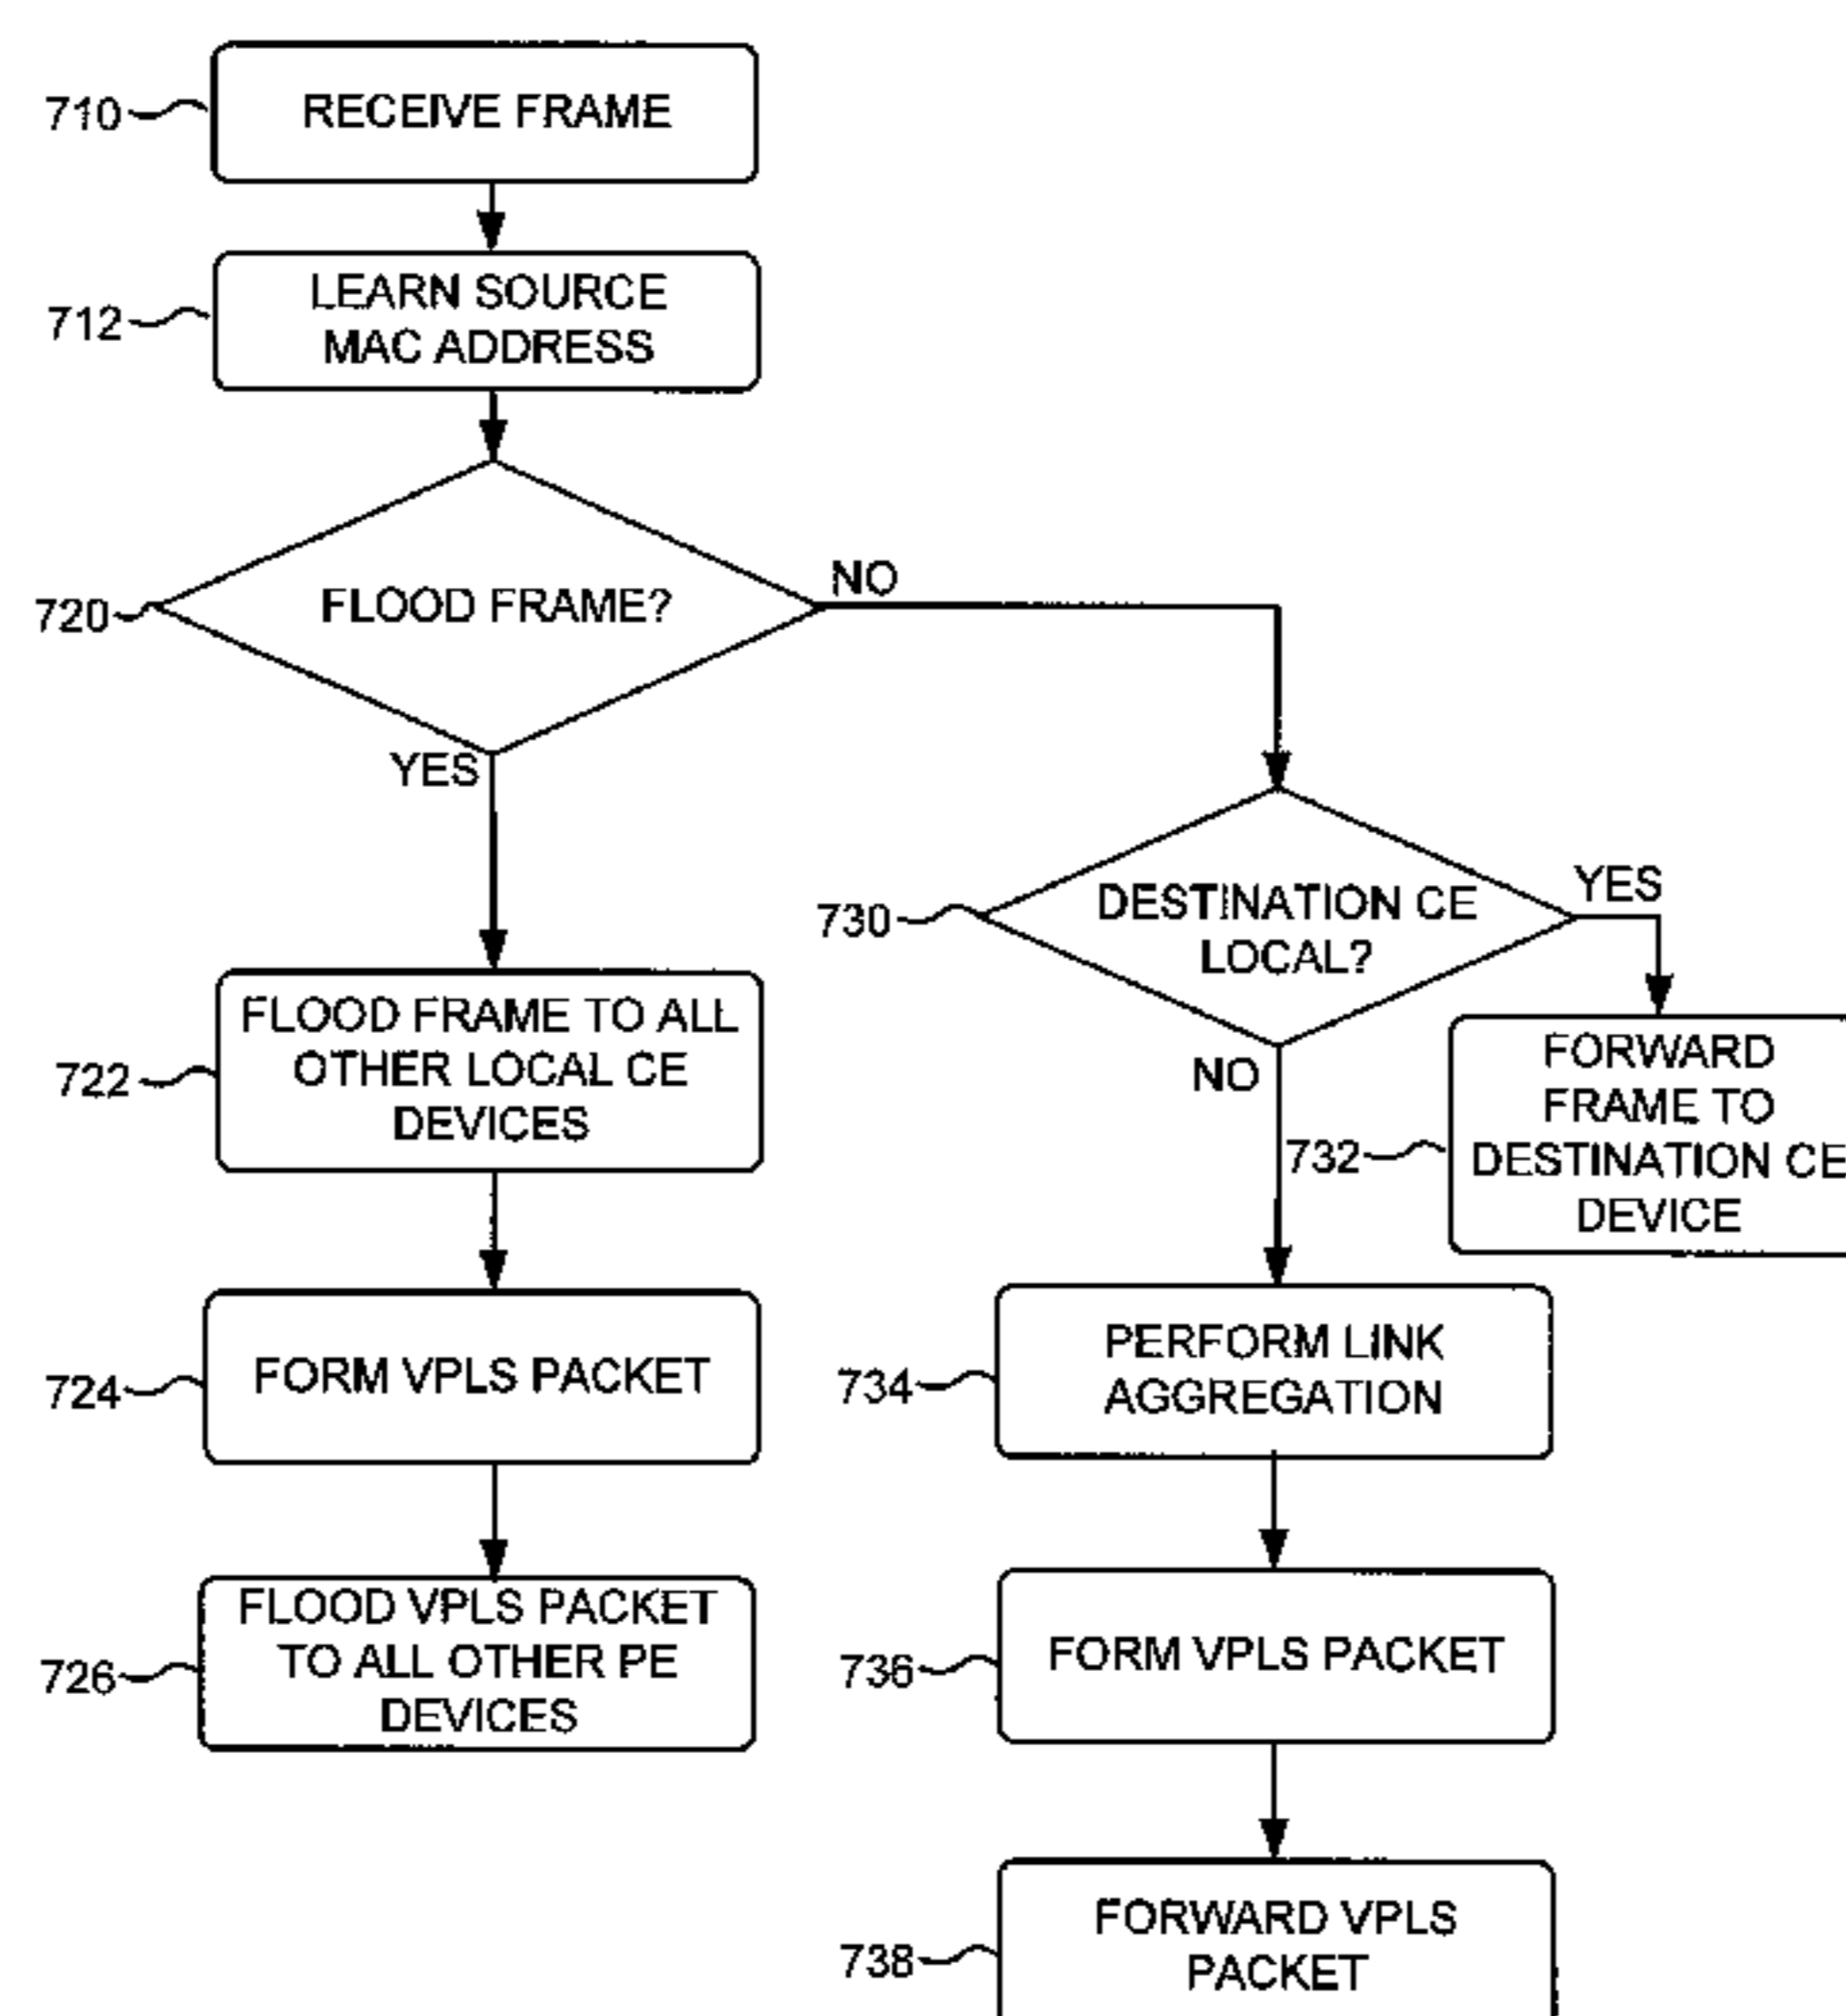 710
RECEIVE FRAME
712
LEARN SOURCE
MAC ADDRESS
720
FLOOD FRAME?
NO
YES
722
FLOOD FRAME TO ALL
OTHER LOCAL CE
DEVICES
724
FORM VPLS PACKET
726
FLOOD VPLS PACKET
TO ALL OTHER PE
DEVICES
730
DESTINATION CE
LOCAL?
YES
NO
732
FORWARD
FRAME TO
DESTINATION CE
DEVICE
734
PERFORM LINK
AGGREGATION
736
FORM VPLS PACKET
738
FORWARD VPLS
PACKET